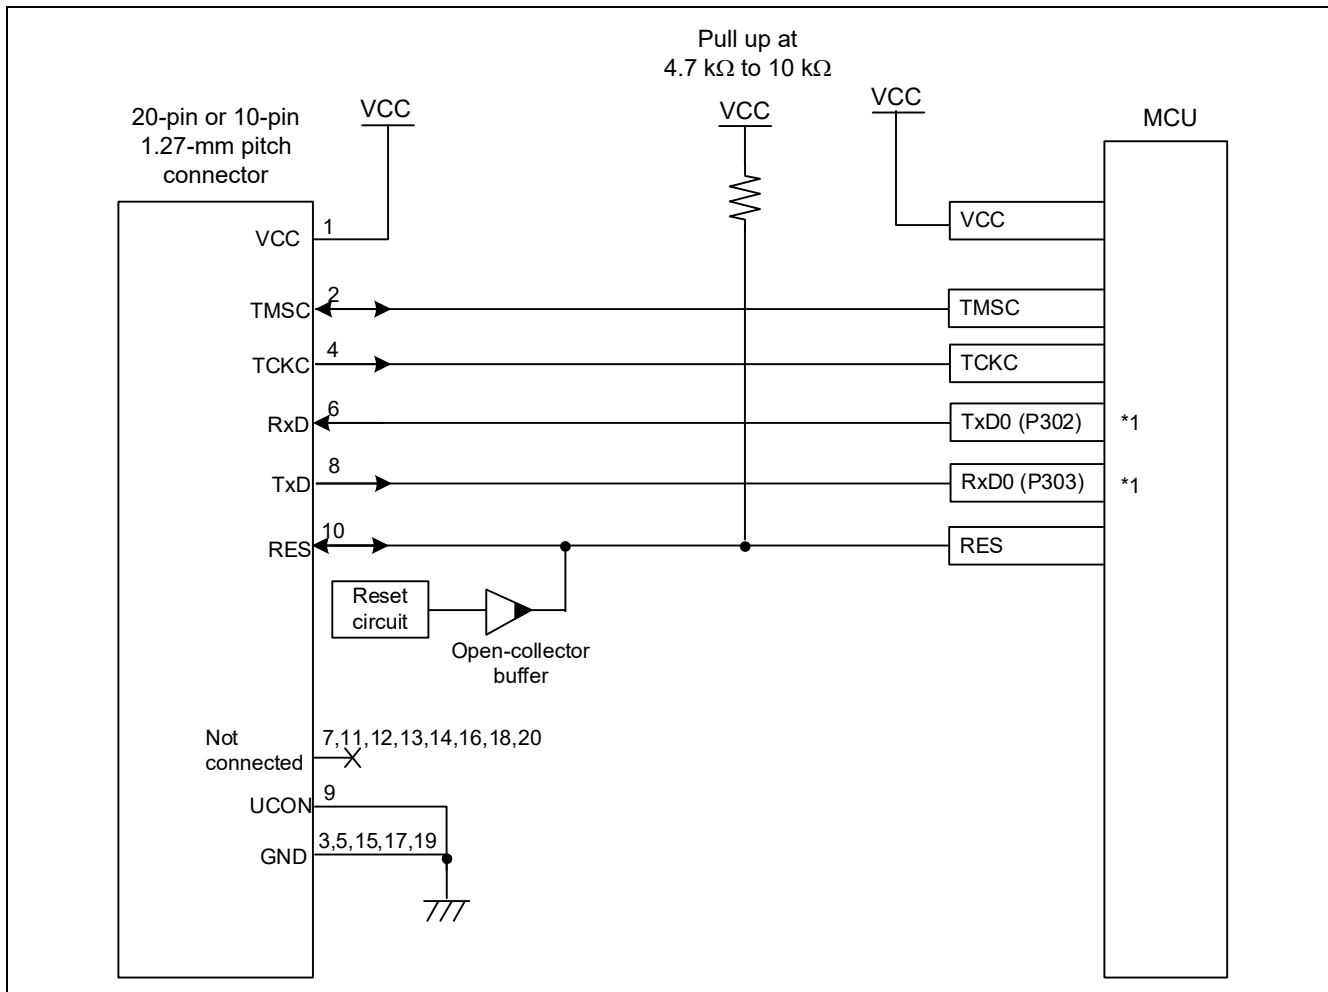 Pull up at
4.7 kΩ to 10 kΩ
20-pin or 10-pin
1.27-mm pitch
connector
VCC
VCC
VCC
MCU
VCC
1
VCC
TMSC
2
TMSC
TCKC
4
TCKC
RxD
6
TxD0 (P302)
*1
TxD
8
RxD0 (P303)
*1
RES
10
RES
Reset
circuit
Open-collector
buffer
Not
connected
7,11,12,13,14,16,18,20
UCON
9
GND
3,5,15,17,19